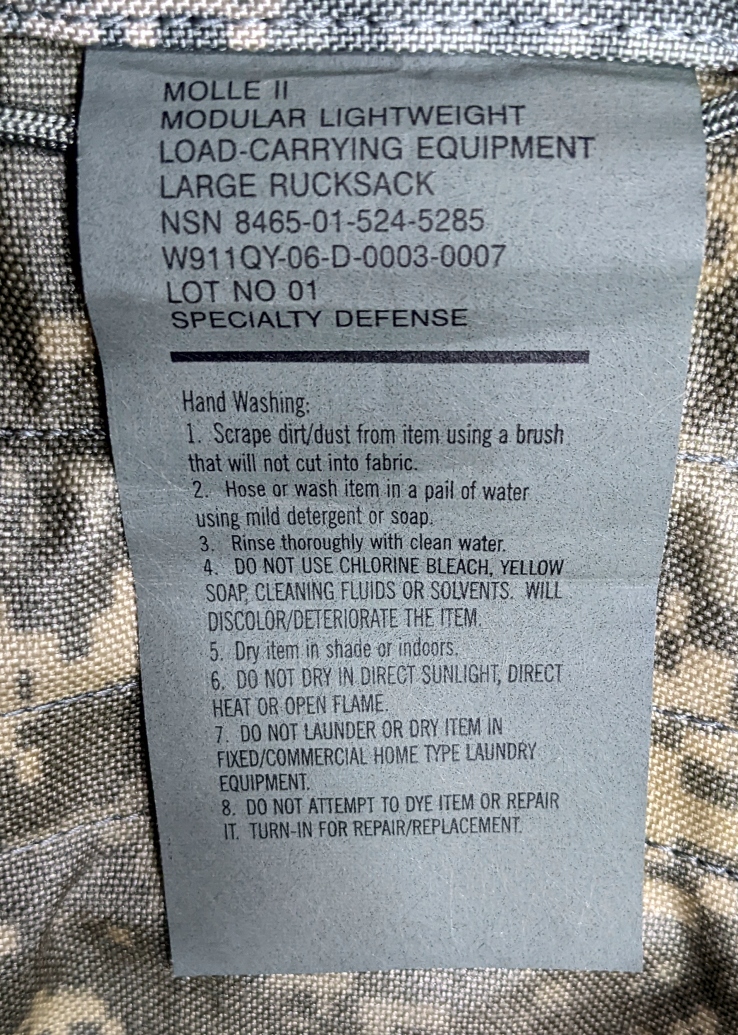 MOLLE II
MODULAR LIGHTWEIGHT
LOAD-CARRYING EQUIPMENT
LARGE RUCKSACK
NSN 8465-01-524-5285
W911QY-06-D-0003-0007
LOT NO 01
SPECIALTY DEFENSE
Hand Washing:
1. Scrape dirt/dust from item using a brush
that will not cut into fabric.
2. Hose or wash item in a pail of water
using mild detergent or soap.
3. Rinse thoroughly with clean water.
4. DO NOT USE CHLORINE BLEACH, YELLOW
SOAP, CLEANING FLUIDS OR SOLVENTS. WILL
DISCOLOR/DETERIORATE THE ITEM.
5. Dry item in shade or indoors.
6. DO NOT DRY IN DIRECT SUNLIGHT, DIRECT
HEAT OR OPEN FLAME.
7. DO NOT LAUNDER OR DRY ITEM IN
FIXED/COMMERCIAL HOME TYPE LAUNDRY
EQUIPMENT.
8. DO NOT ATTEMPT TO DYE ITEM OR REPAIR
IT. TURN-IN FOR REPAIR/REPLACEMENT.